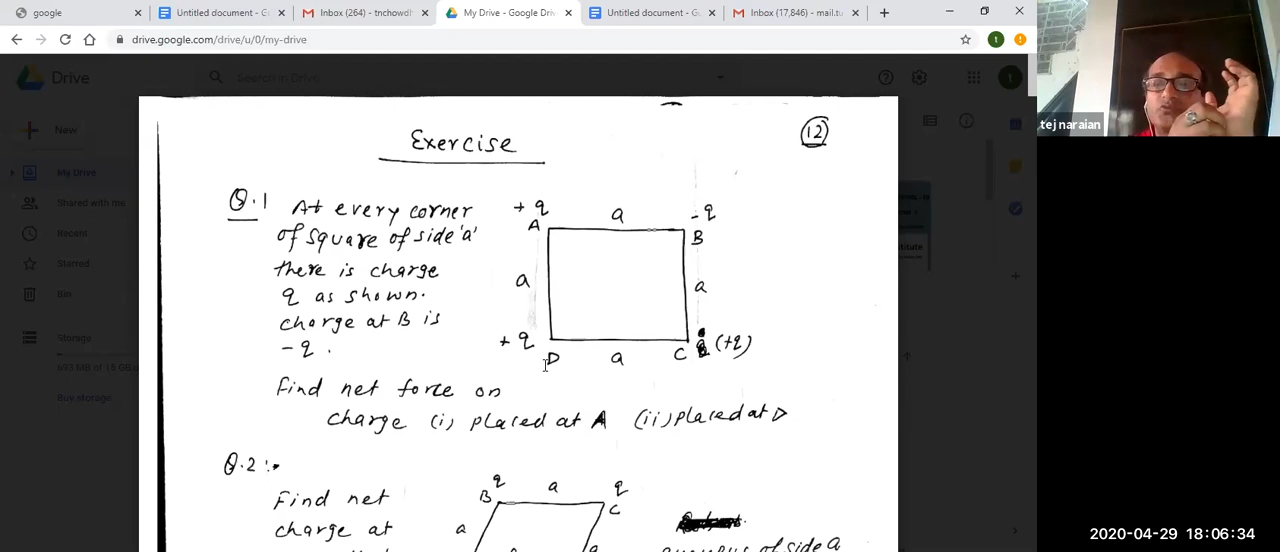 google
Untitled document - G
Inbox (264) - tnchowdh
My Drive - Google Driv
Untitled document - Go
Inbox (17,846) - mail.tu
drive.google.com/drive/u/0/my-drive
t
Drive
Search in Drive
t
New
My Drive
Shared with me
Recent
Starred
Bin
Storage
Buy storage
Exercise
12
Q.1 At every corner
of square of side 'a'
there is charge
q as shown.
charge at B is
-q.
+q
A
a
-q
B
a
a
+q
D
a
C
(+q)
Find net force on
charge (i) placed at A (ii) placed at D
Q.2 :-
Find net
charge at
q
B
a
q
C
a
a
of side a
tej naraian
2020-04-29 18:06:34